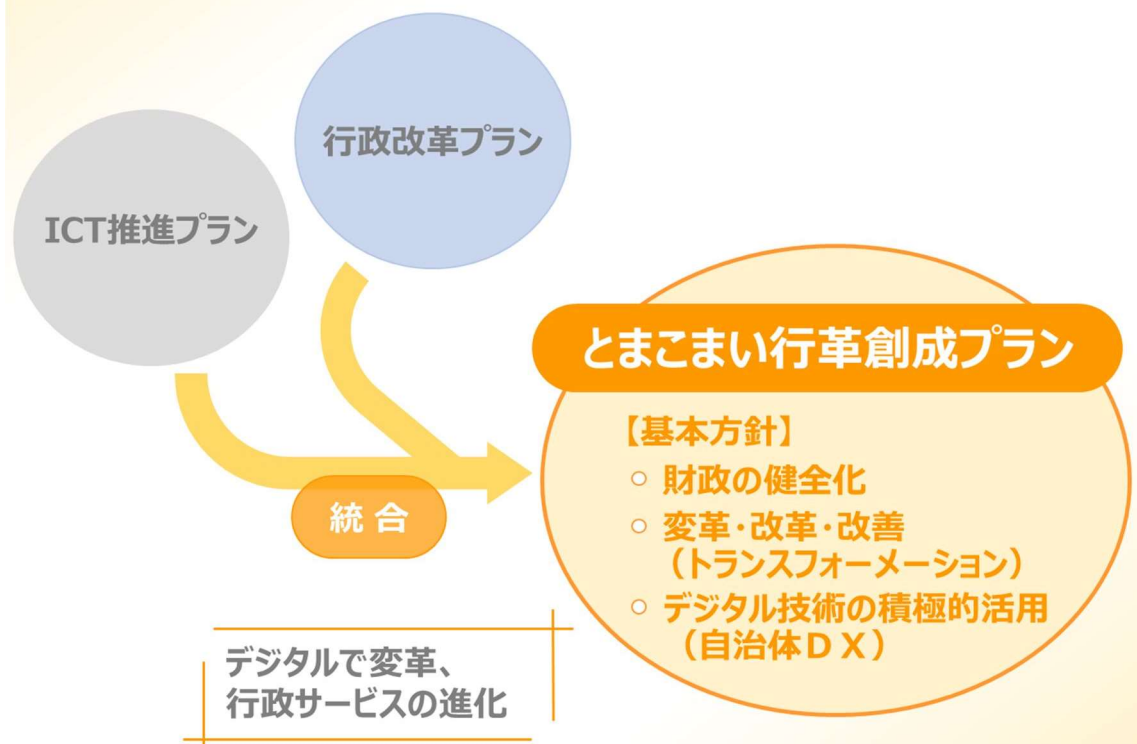 行政改革プラン
ICT推進プラン
統合
とまこまい行革創成プラン
【基本方針】
○ 財政の健全化
○ 変革・改革・改善
（トランスフォーメーション）
○ デジタル技術の積極的活用
（自治体DX）
デジタルで変革、
行政サービスの進化